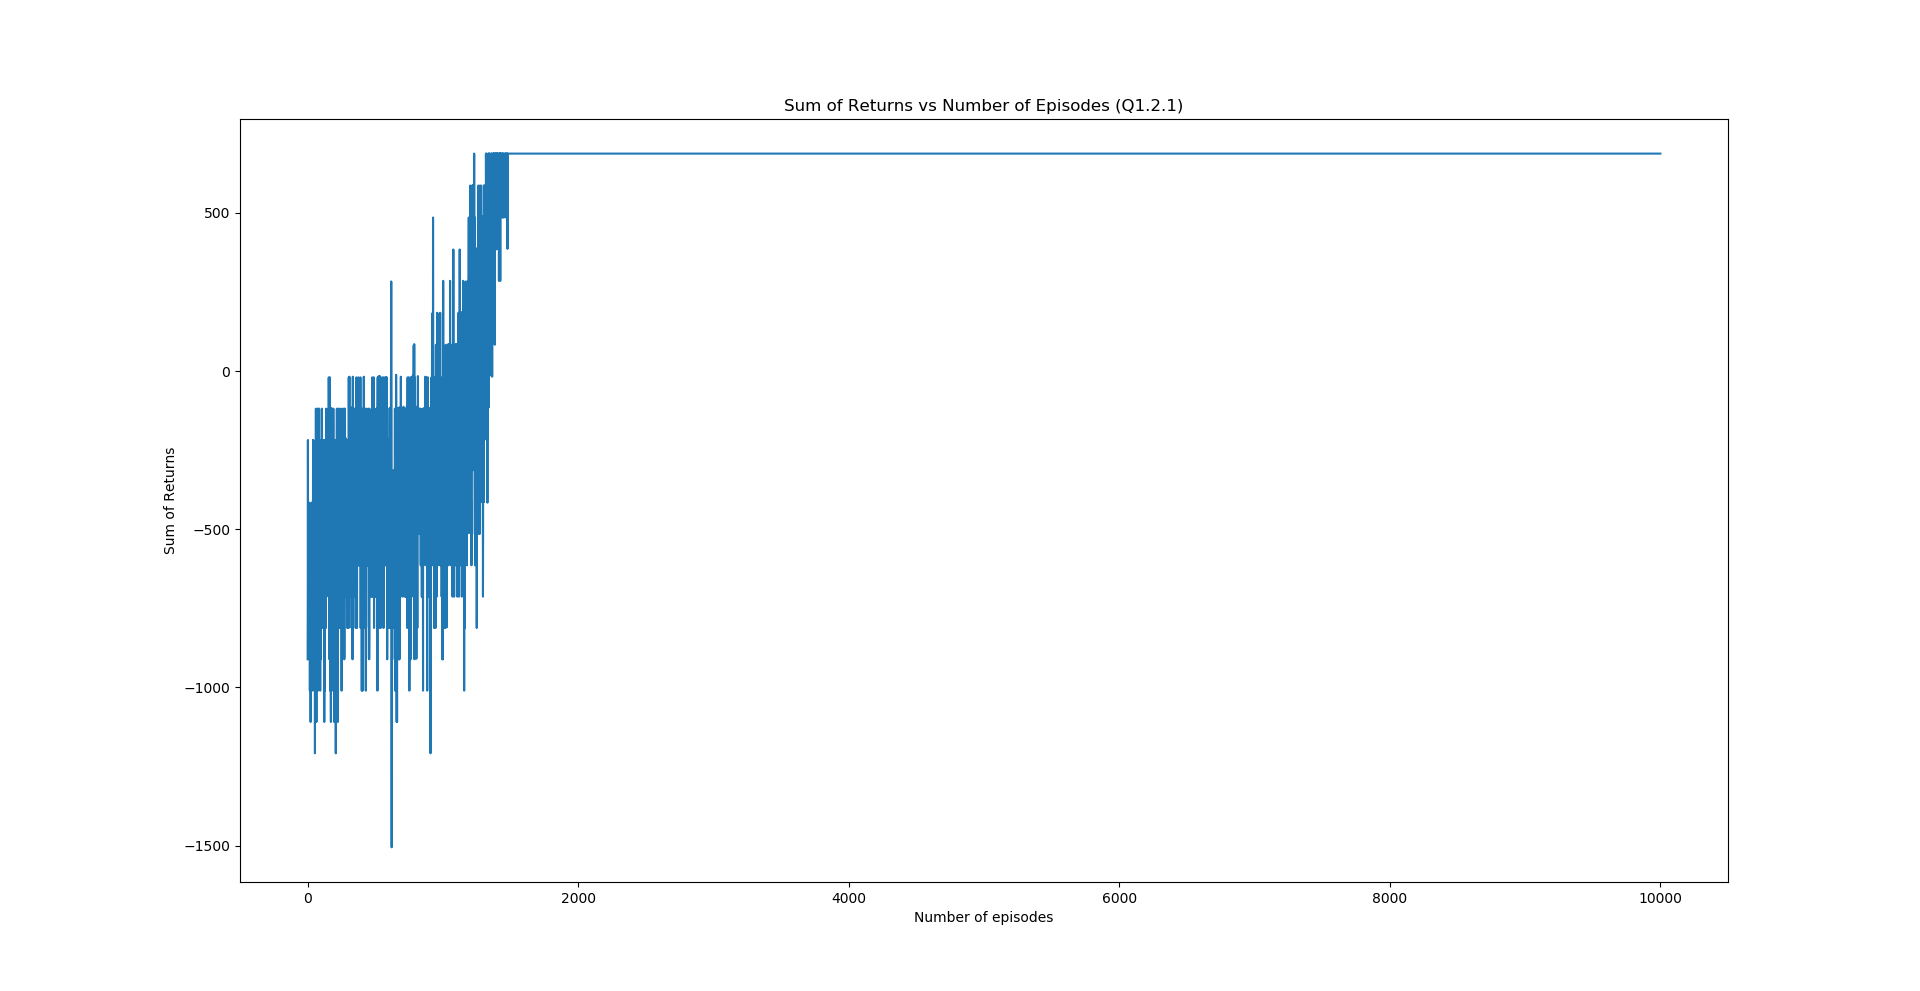 Sum of Returns vs Number of Episodes (Q1.2.1)
500
0
−500
−1000
−1500
Sum of Returns
0 2000 4000 6000 8000 10000
Number of episodes